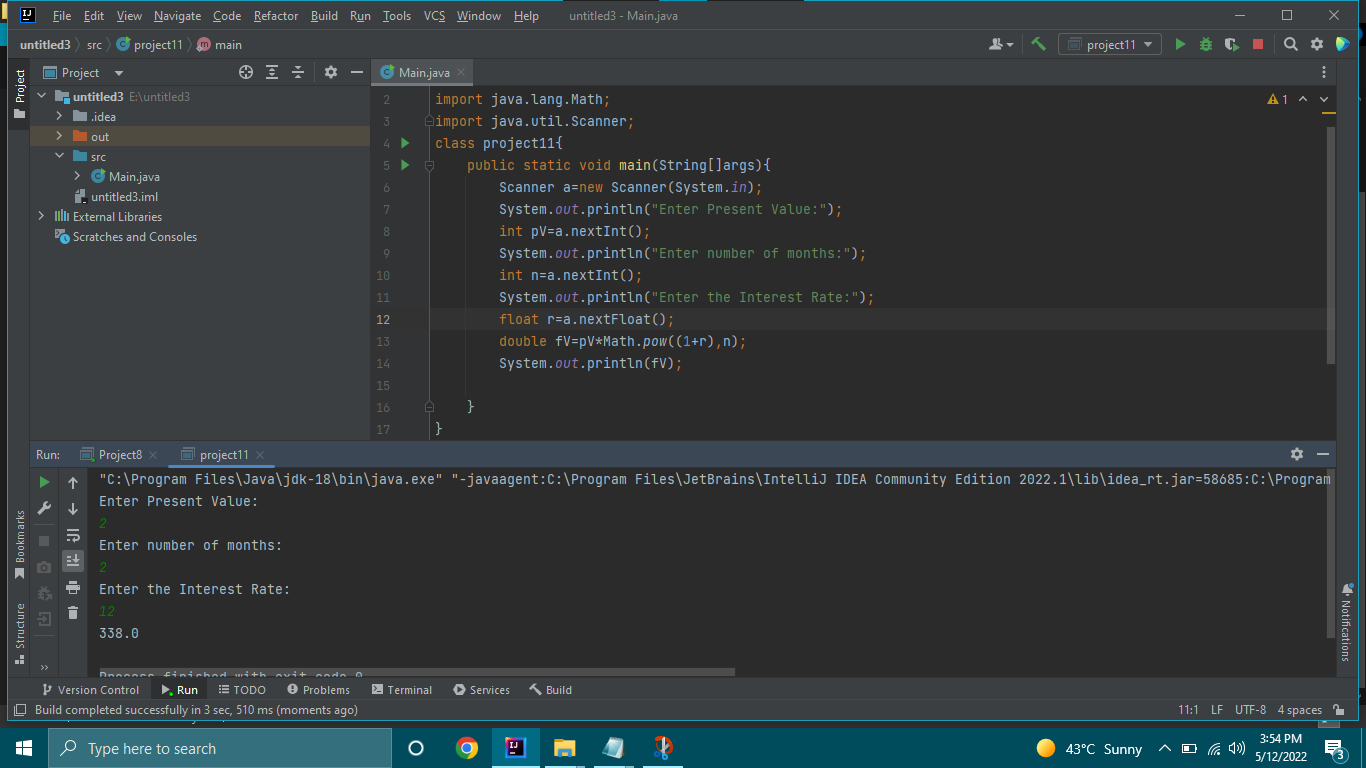 File Edit View Navigate Code Refactor Build Run Tools VCS Window Help untitled3 - Main.java
untitled3 src project11 main project11
Project Main.java
untitled3 E:\untitled3
.idea
out
src
Main.java
untitled3.iml
External Libraries
Scratches and Consoles
1
2 import java.lang.Math;
3 import java.util.Scanner;
4 class project11{
5 public static void main(String[]args){
6 Scanner a=new Scanner(System.in);
7 System.out.println("Enter Present Value:");
8 int pV=a.nextInt();
9 System.out.println("Enter number of months:");
10 int n=a.nextInt();
11 System.out.println("Enter the Interest Rate:");
12 float r=a.nextFloat();
13 double fV=pV*Math.pow((1+r),n);
14 System.out.println(fV);
15
16 }
17 }
Project
Bookmarks
Structure
Notifications
Run: Project8 project11
"C:\Program Files\Java\jdk-18\bin\java.exe" "-javaagent:C:\Program Files\JetBrains\IntelliJ IDEA Community Edition 2022.1\lib\idea_rt.jar=58685:C:\Program
Enter Present Value:
2
Enter number of months:
2
Enter the Interest Rate:
12
338.0
Process finished with exit code 0
Version Control Run TODO Problems Terminal Services Build
Build completed successfully in 3 sec, 510 ms (moments ago) 11:1 LF UTF-8 4 spaces
Type here to search 43°C Sunny 3:54 PM
5/12/2022
3